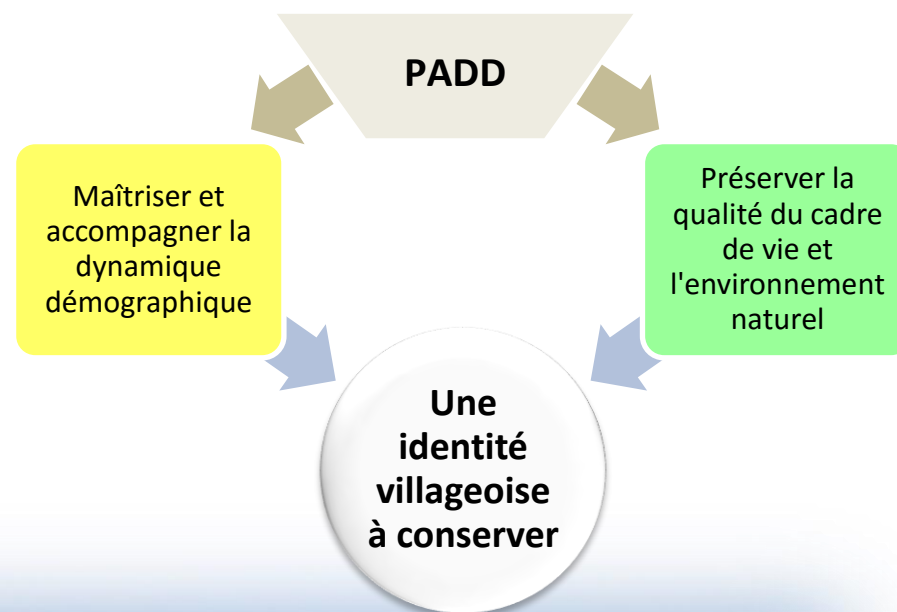 PADD
Maîtriser et
accompagner la
dynamique
démographique
Préserver la
qualité du cadre
de vie et
l'environnement
naturel
Une
identité
villageoise
à conserver